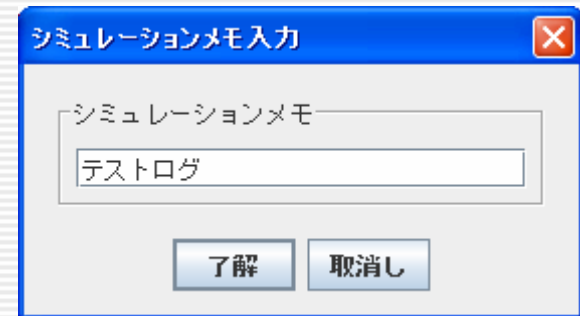 シミュレーションメモ入力
シミュレーションメモ
テストログ
了解 取消し